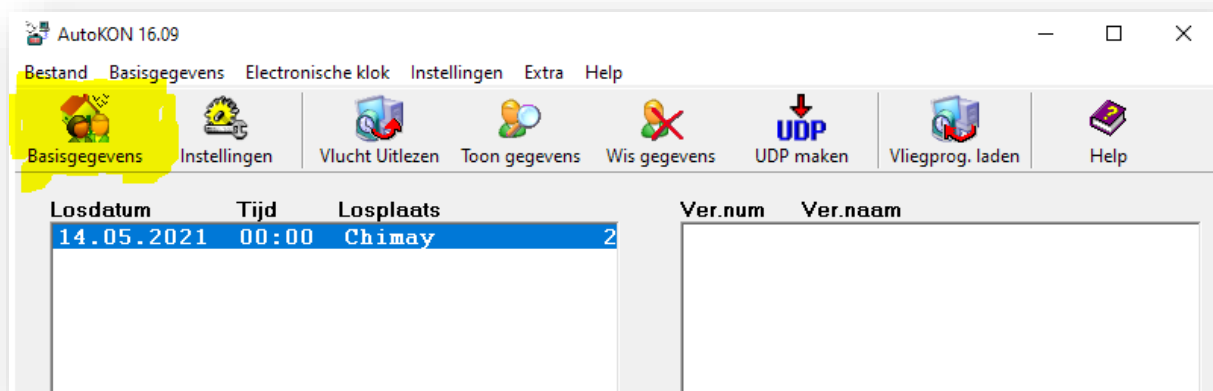 AutoKON 16.09
Bestand Basisgegevens Electronische klok Instellingen Extra Help
UDP
Basisgegevens Instellingen Vlucht Uitlezen Toon gegevens Wis gegevens UDP maken Vliegprog. laden Help
Losdatum Tijd Losplaats Ver.num Ver.naam
14.05.2021 00:00 Chimay 2